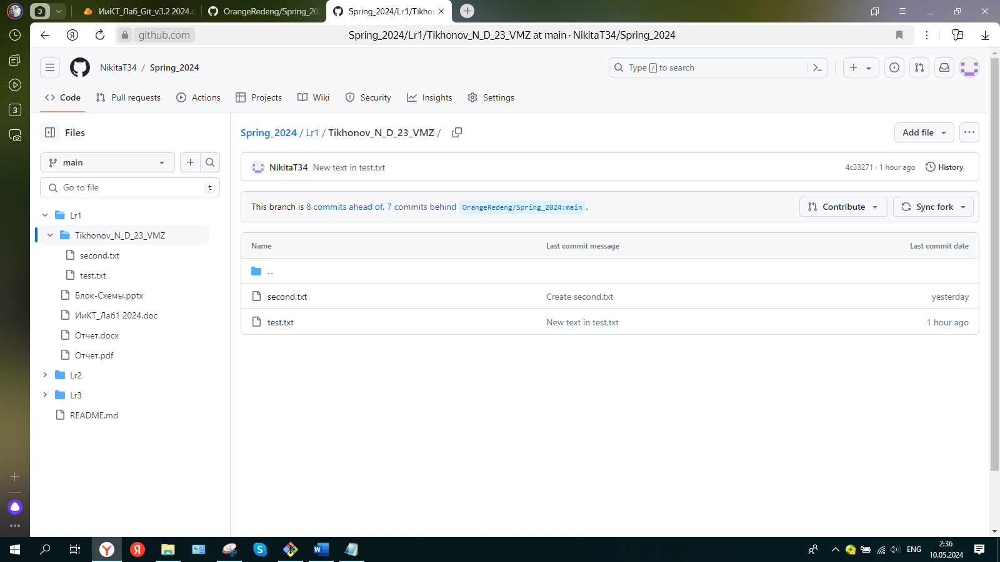 3
ИиКТ_Лаб_Git_v3.2 2024.d
OrangeRedeng/Spring_20
Spring_2024/Lr1/Tikhon
github.com
Spring_2024/Lr1/Tikhonov_N_D_23_VMZ at main · NikitaT34/Spring_2024
NikitaT34 / Spring_2024
Type / to search
Code
Pull requests
Actions
Projects
Wiki
Security
Insights
Settings
3
Files
Spring_2024 / Lr1 / Tikhonov_N_D_23_VMZ /
Add file
main
NikitaT34 New text in test.txt
4c33271 · 1 hour ago
History
Go to file
t
This branch is 8 commits ahead of, 7 commits behind OrangeRedeng/Spring_2024:main .
Contribute
Sync fork
Lr1
Tikhonov_N_D_23_VMZ
second.txt
test.txt
Блок-Схемы.pptx
ИиКТ_Лаб1 2024.doc
Отчет.docx
Отчет.pdf
Lr2
Lr3
README.md
Name Last commit message Last commit date
..
second.txt Create second.txt yesterday
test.txt New text in test.txt 1 hour ago
ENG
2:36
10.05.2024